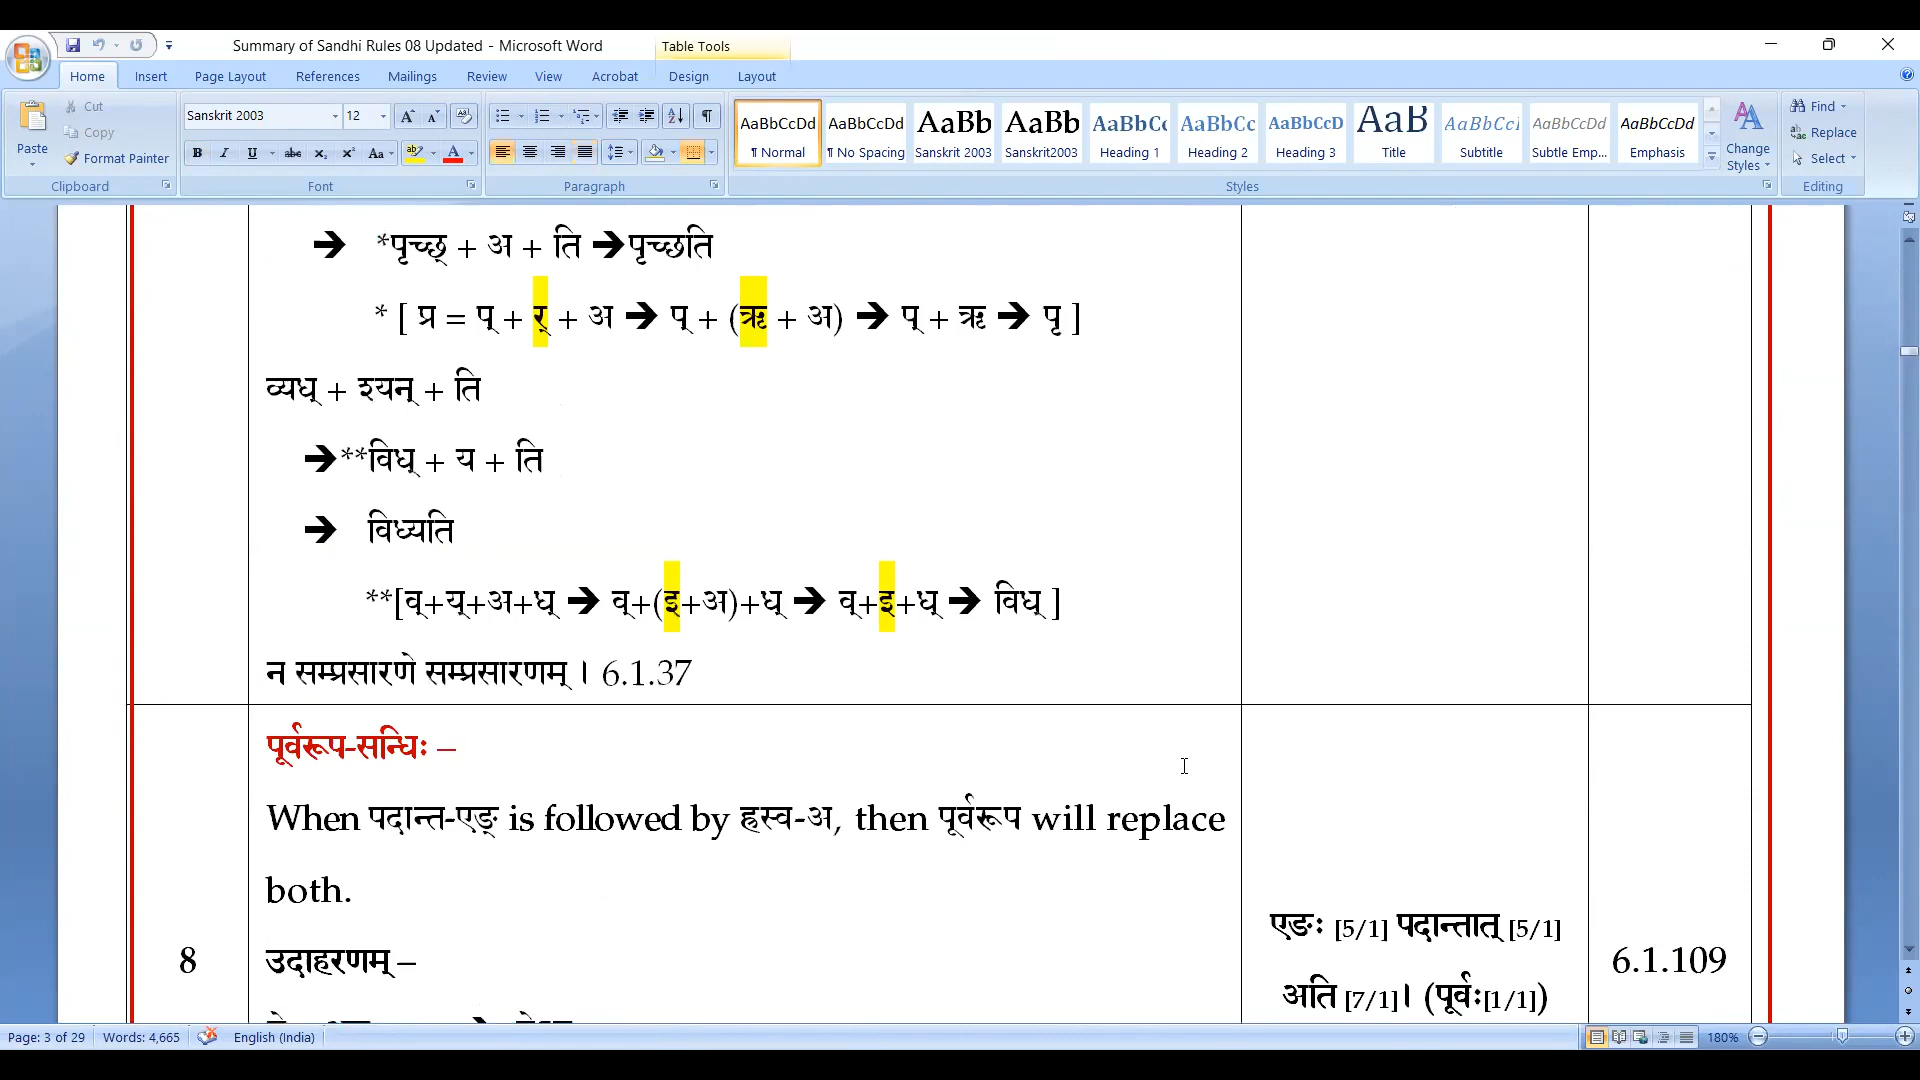 Summary of Sandhi Rules 08 Updated - Microsoft Word
Table Tools
Home Insert Page Layout References Mailings Review View Acrobat Design Layout
Paste
Cut
Copy
Format Painter
Clipboard
Sanskrit 2003 12
Font
Paragraph
AaBbCcDd AaBbCcDd AaBb AaBb AaBbCc AaBbCc AaBbCcD AaB AaBbCcI AaBbCcDd AaBbCcDd
¶ Normal ¶ No Spacing Sanskrit 2003 Sanskrit2003 Heading 1 Heading 2 Heading 3 Title Subtitle Subtle Emp... Emphasis
Styles
Change Styles
Find
Replace
Select
Editing
➔ *पृच्छ् + अ + ति ➔पृच्छति
* [ प्र = प् + र् + अ ➔ प् + (ऋ + अ) ➔ प् + ऋ ➔ पृ ]
व्यध् + श्यन् + ति
➔**विध् + य + ति
➔ विध्यति
**[व्+य्+अ+ध् ➔ व्+(इ+अ)+ध् ➔ व्+इ+ध् ➔ विध् ]
न सम्प्रसारणे सम्प्रसारणम् । 6.1.37
पूर्वरूप-सन्धिः –
When पदान्त-एङ् is followed by ह्रस्व-अ, then पूर्वरूप will replace
both.
उदाहरणम् –
8
एङः [5/1] पदान्तात् [5/1]
अति [7/1]। (पूर्वः[1/1])
6.1.109
Page: 3 of 29 Words: 4,665 English (India) 180%